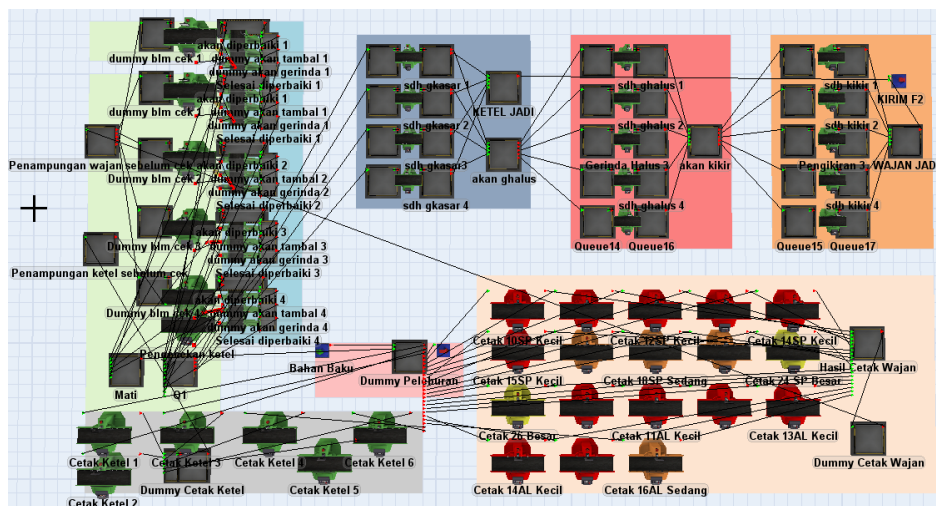 akan diperbaiki 1
dummy blm cek 1
dummy akan tambal 1
dummy akan gerinda 1
Selesai diperbaiki 1
akan diperbaiki 1
dummy blm cek
dummy akan tambal 1
dummy akan gerinda 1
Selesai diperbaiki 1
Penampungan wajan sebelum cek
akan diperbaiki 2
Dummy blm cek 2
dummy akan tambal 2
dummy akan gerinda 2
Selesai diperbaiki 2
akan diperbaiki 3
Dummy blm cek 3
dummy akan tambal 3
dummy akan gerinda 3
Selesai diperbaiki 3
Penampungan ketel sebelum cek
akan diperbaiki 4
Dummy blm cek 4
dummy akan tambal 4
dummy akan gerinda 4
Selesai diperbaiki 4
Pengecekan ketel
Mati
01
sdh gkasar 1
sdh gkasar 2
sdh gkasar3
sdh gkasar 4
KETEL JADI
akan ghalus
sdh ghalus 1
sdh ghalus 2
Gerinda Halus 3
sdh ghalus 4
Queue14
Queue16
akan kikir
sdh kikir 1
sdh kikir 2
Pengikiran 3
sdh kikir 4
Queue15
Queue17
KIRIM F2
WAJAN JADI
Bahan Baku
Dummy Peleburan
Cetak 10SP Kecil
Cetak 12SP Kecil
Cetak 14SP Kecil
Cetak 15SP Kecil
Cetak 18SP Sedang
Cetak 24 SP Besar
Hasil Cetak Wajan
Cetak 26 Besar
Cetak 11AL Kecil
Cetak 13AL Kecil
Cetak 14AL Kecil
Cetak 16AL Sedang
Dummy Cetak Wajan
Cetak Ketel 1
Cetak Ketel 3
Cetak Ketel 4
Cetak Ketel 6
Cetak Ketel 2
Dummy Cetak Ketel
Cetak Ketel 5